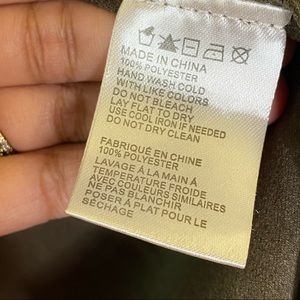 MADE IN CHINA
100% POLYESTER
HAND WASH COLD
WITH LIKE COLORS
DO NOT BLEACH
LAY FLAT TO DRY
USE COOL IRON IF NEEDED
DO NOT DRY CLEAN
FABRIQUÉ EN CHINE
100% POLYESTER
LAVAGE À LA MAIN À
TEMPÉRATURE FROIDE
AVEC COULEURS SIMILAIRES
NE PAS BLANCHIR
POSER À PLAT POUR LE
SÉCHAGE